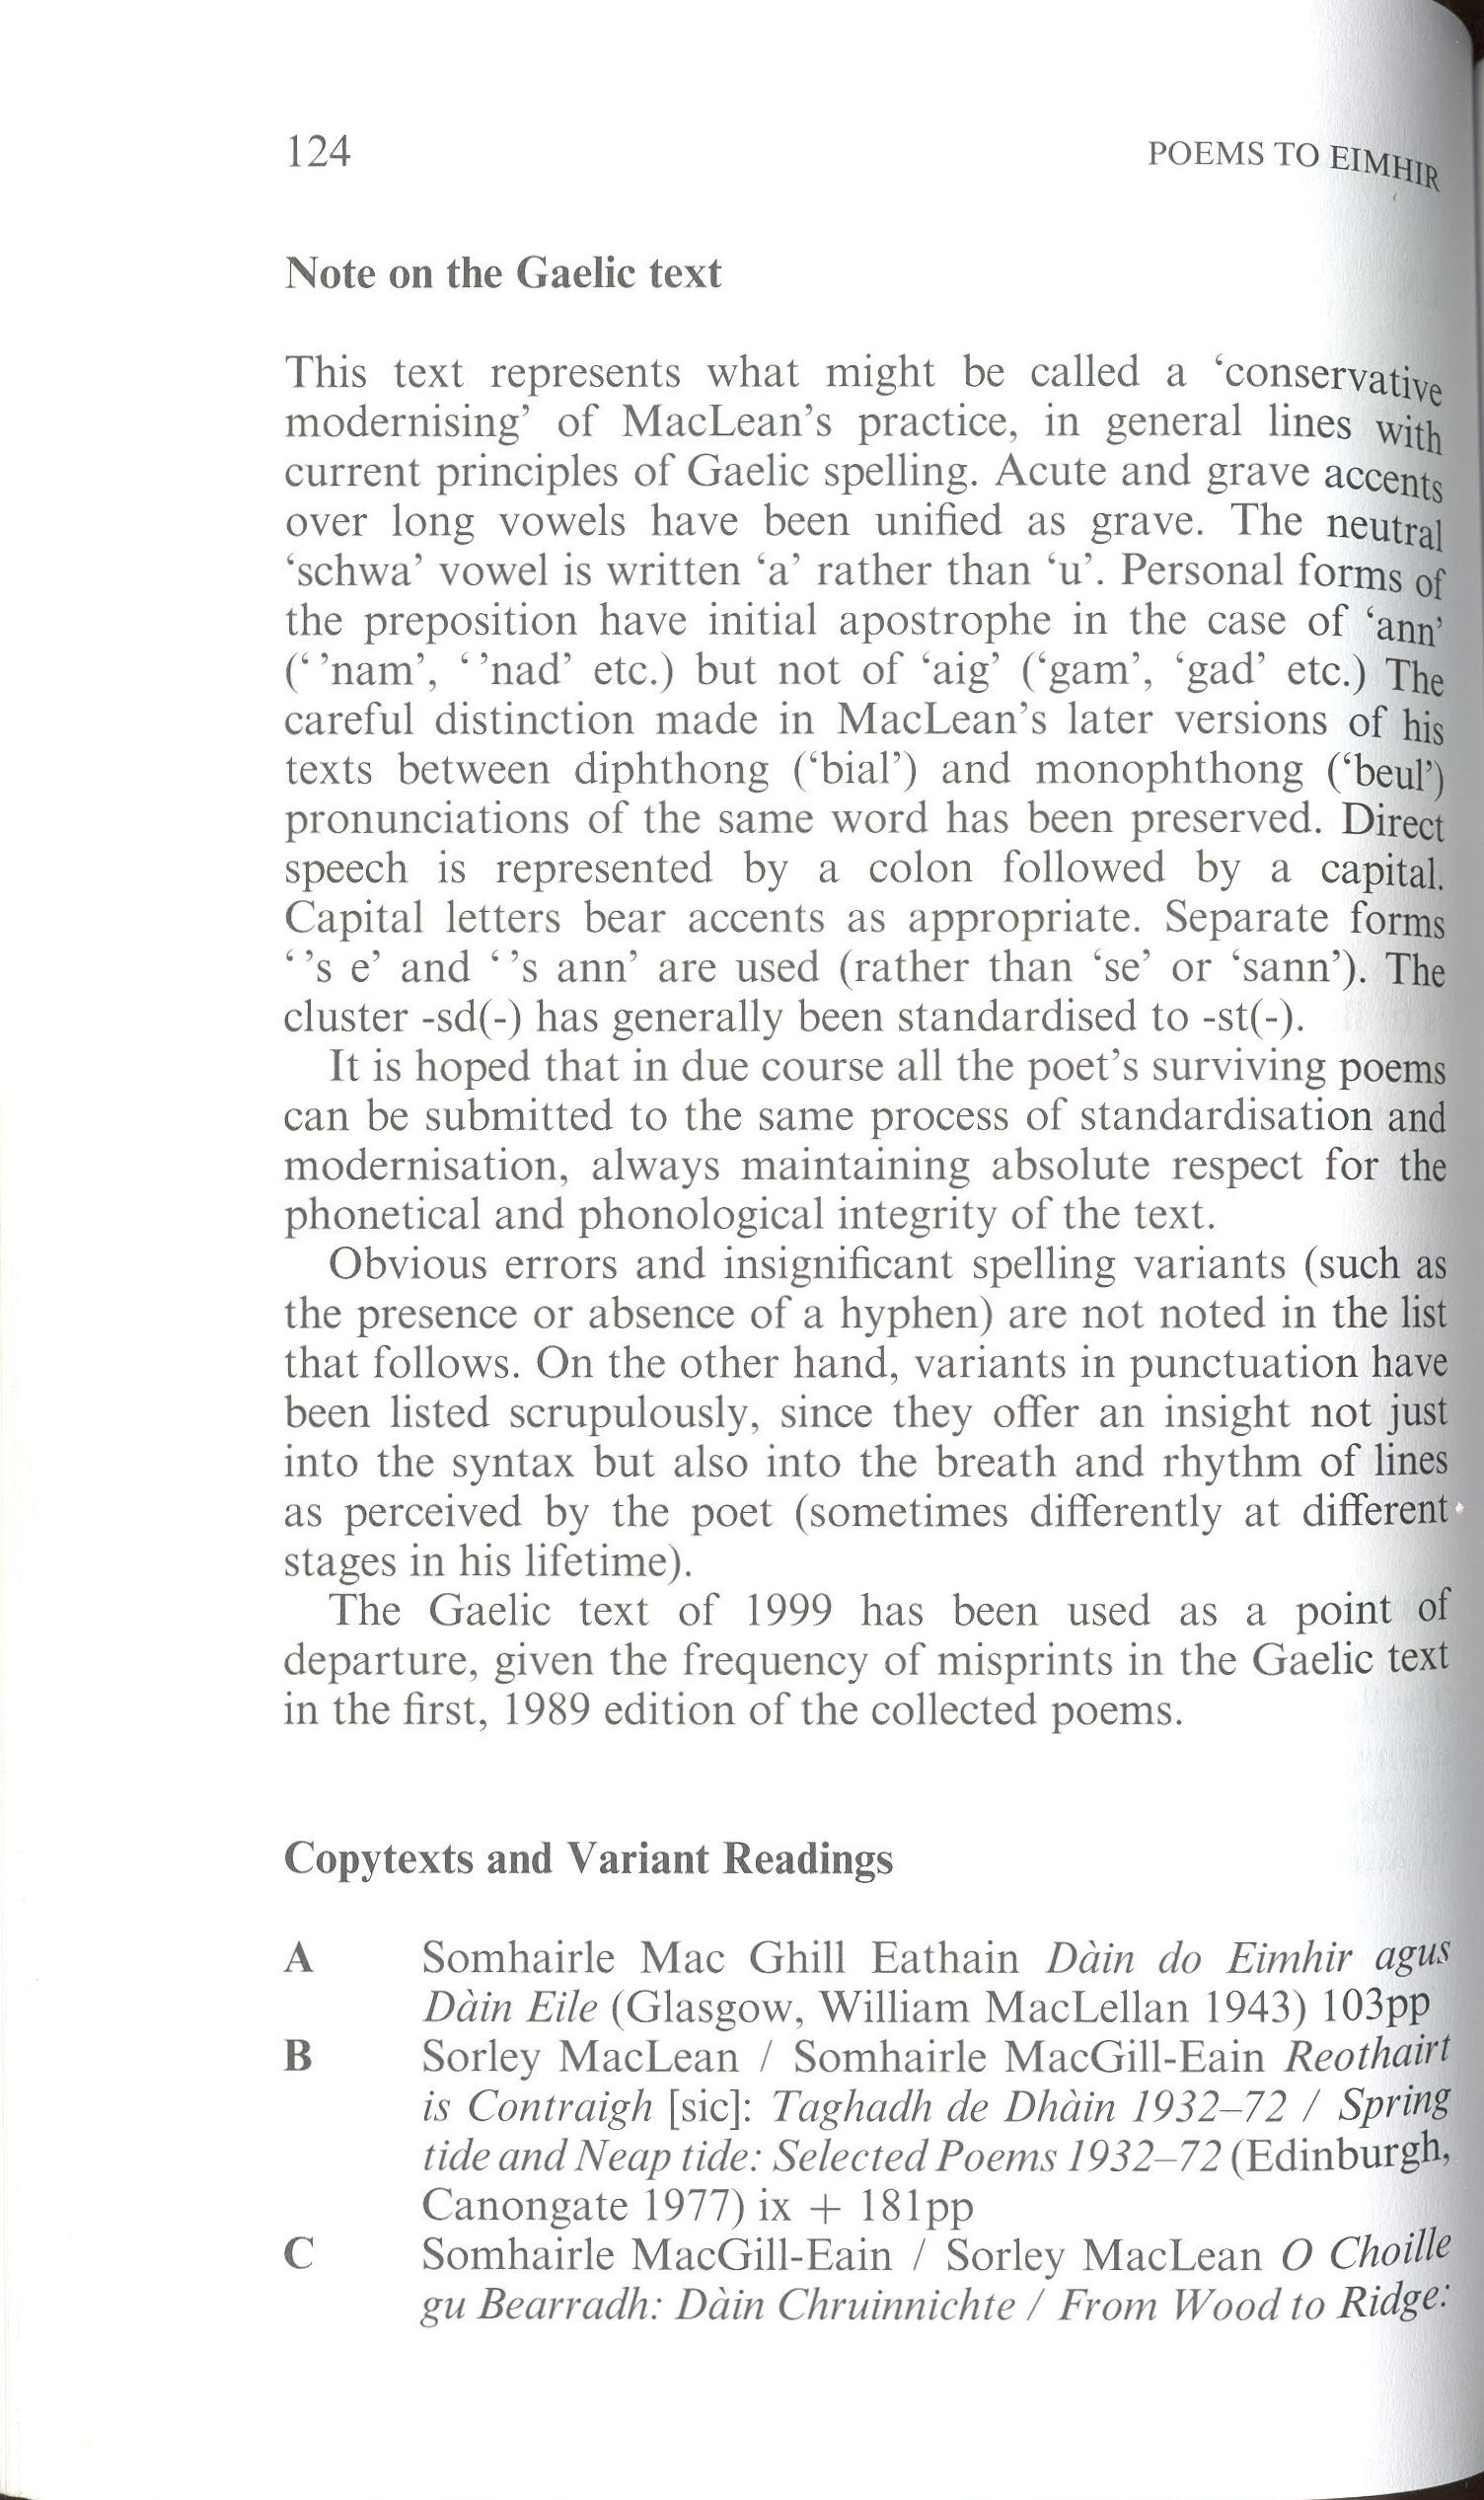 124
POEMS TO EIMHIR
Note on the Gaelic text
This text represents what might be called a ‘conservative
modernising’ of MacLean’s practice, in general lines with
current principles of Gaelic spelling. Acute and grave accents
over long vowels have been unified as grave. The neutral
‘schwa’ vowel is written ‘a’ rather than ‘u’. Personal forms of
the preposition have initial apostrophe in the case of ‘ann’
(‘ ’nam’, ‘ ’nad’ etc.) but not of ‘aig’ (‘gam’, ‘gad’ etc.) The
careful distinction made in MacLean’s later versions of his
texts between diphthong (‘bial’) and monophthong (‘beul’)
pronunciations of the same word has been preserved. Direct
speech is represented by a colon followed by a capital.
Capital letters bear accents as appropriate. Separate forms
‘ ’s e’ and ‘ ’s ann’ are used (rather than ‘se’ or ‘sann’). The
cluster -sd(-) has generally been standardised to -st(-).
It is hoped that in due course all the poet’s surviving poems
can be submitted to the same process of standardisation and
modernisation, always maintaining absolute respect for the
phonetical and phonological integrity of the text.
Obvious errors and insignificant spelling variants (such as
the presence or absence of a hyphen) are not noted in the list
that follows. On the other hand, variants in punctuation have
been listed scrupulously, since they offer an insight not just
into the syntax but also into the breath and rhythm of lines
as perceived by the poet (sometimes differently at different
stages in his lifetime).
The Gaelic text of 1999 has been used as a point of
departure, given the frequency of misprints in the Gaelic text
in the first, 1989 edition of the collected poems.
Copytexts and Variant Readings
A Somhairle Mac Ghill Eathain Dàin do Eimhir agus
Dàin Eile (Glasgow, William MacLellan 1943) 103pp
B Sorley MacLean / Somhairle MacGill-Eain Reothairt
is Contraigh [sic]: Taghadh de Dhàin 1932–72 / Spring
tide and Neap tide: Selected Poems 1932–72 (Edinburgh,
Canongate 1977) ix + 181pp
C Somhairle MacGill-Eain / Sorley MacLean O Choille
gu Bearradh: Dàin Chruinnichte / From Wood to Ridge: